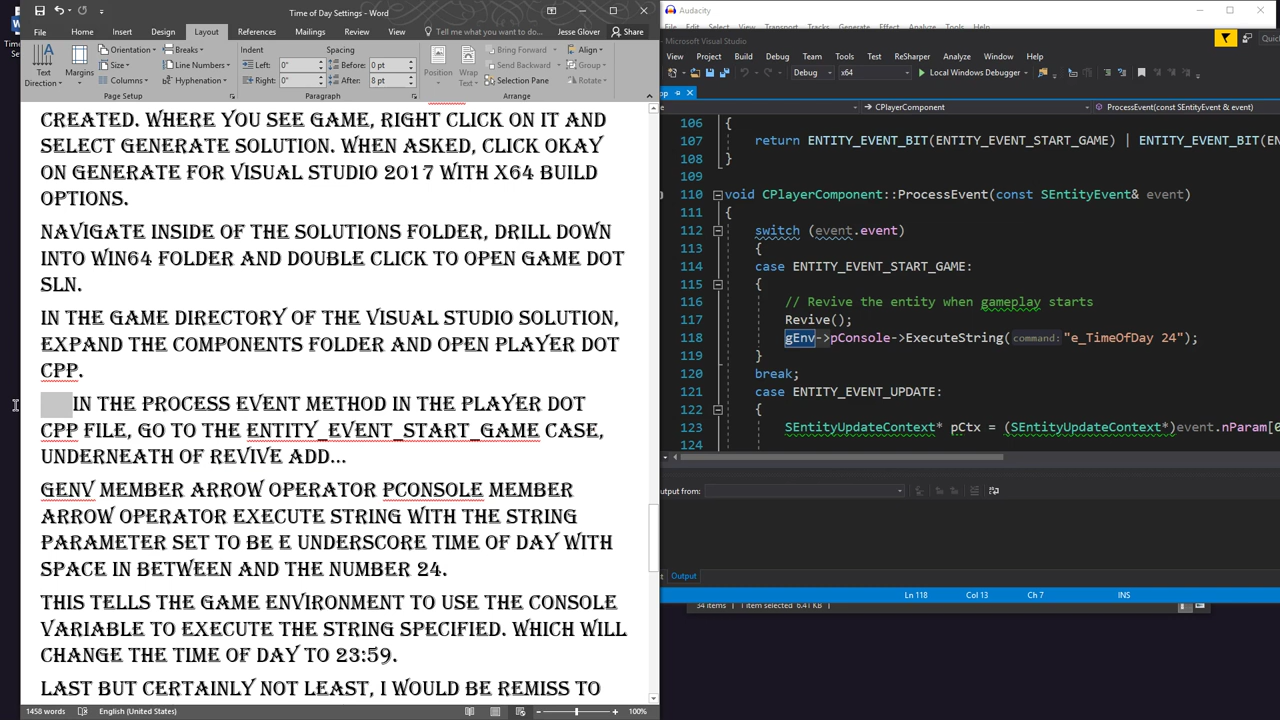 Time of Day Settings - Word
File Home Insert Design Layout References Mailings Review View Tell me what you want to do... Jesse Glover Share
Text Direction Margins Orientation Size Columns Breaks Line Numbers Hyphenation
Page Setup
Indent Spacing
Left: 0" Before: 0 pt
Right: 0" After: 8 pt
Paragraph
Position Wrap Text Bring Forward Send Backward Selection Pane Align Group Rotate
Arrange
CREATED. WHERE YOU SEE GAME, RIGHT CLICK ON IT AND
SELECT GENERATE SOLUTION. WHEN ASKED, CLICK OKAY
ON GENERATE FOR VISUAL STUDIO 2017 WITH X64 BUILD
OPTIONS.
NAVIGATE INSIDE OF THE SOLUTIONS FOLDER, DRILL DOWN
INTO WIN64 FOLDER AND DOUBLE CLICK TO OPEN GAME DOT
SLN.
IN THE GAME DIRECTORY OF THE VISUAL STUDIO SOLUTION,
EXPAND THE COMPONENTS FOLDER AND OPEN PLAYER DOT
CPP.
IN THE PROCESS EVENT METHOD IN THE PLAYER DOT
CPP FILE, GO TO THE ENTITY_EVENT_START_GAME CASE,
UNDERNEATH OF REVIVE ADD...
GENV MEMBER ARROW OPERATOR PCONSOLE MEMBER
ARROW OPERATOR EXECUTE STRING WITH THE STRING
PARAMETER SET TO BE E UNDERSCORE TIME OF DAY WITH
SPACE IN BETWEEN AND THE NUMBER 24.
THIS TELLS THE GAME ENVIRONMENT TO USE THE CONSOLE
VARIABLE TO EXECUTE THE STRING SPECIFIED. WHICH WILL
CHANGE THE TIME OF DAY TO 23:59.
LAST BUT CERTAINLY NOT LEAST, I WOULD BE REMISS TO
1458 words English (United States) 100%
Audacity
File Edit Select View Transport Tracks Generate Effect Analyze Tools Help
Microsoft Visual Studio
Project Build Debug Team Tools Test ReSharper Analyze Window Help
Debug x64 Local Windows Debugger
CPlayerComponent ProcessEvent(const SEntityEvent & event)
106 {
107 return ENTITY_EVENT_BIT(ENTITY_EVENT_START_GAME) | ENTITY_EVENT_BIT(EN
108 }
109
110 void CPlayerComponent::ProcessEvent(const SEntityEvent& event)
111 {
112 switch (event.event)
113 {
114 case ENTITY_EVENT_START_GAME:
115 {
116 // Revive the entity when gameplay starts
117 Revive();
118 gEnv->pConsole->ExecuteString(command: "e_TimeOfDay 24");
119 }
120 break;
121 case ENTITY_EVENT_UPDATE:
122 {
123 SEntityUpdateContext* pCtx = (SEntityUpdateContext*)event.nParam[0
124
Output
Ln 118 Col 13 Ch 7 INS
34 items 1 item selected 6.41 KB